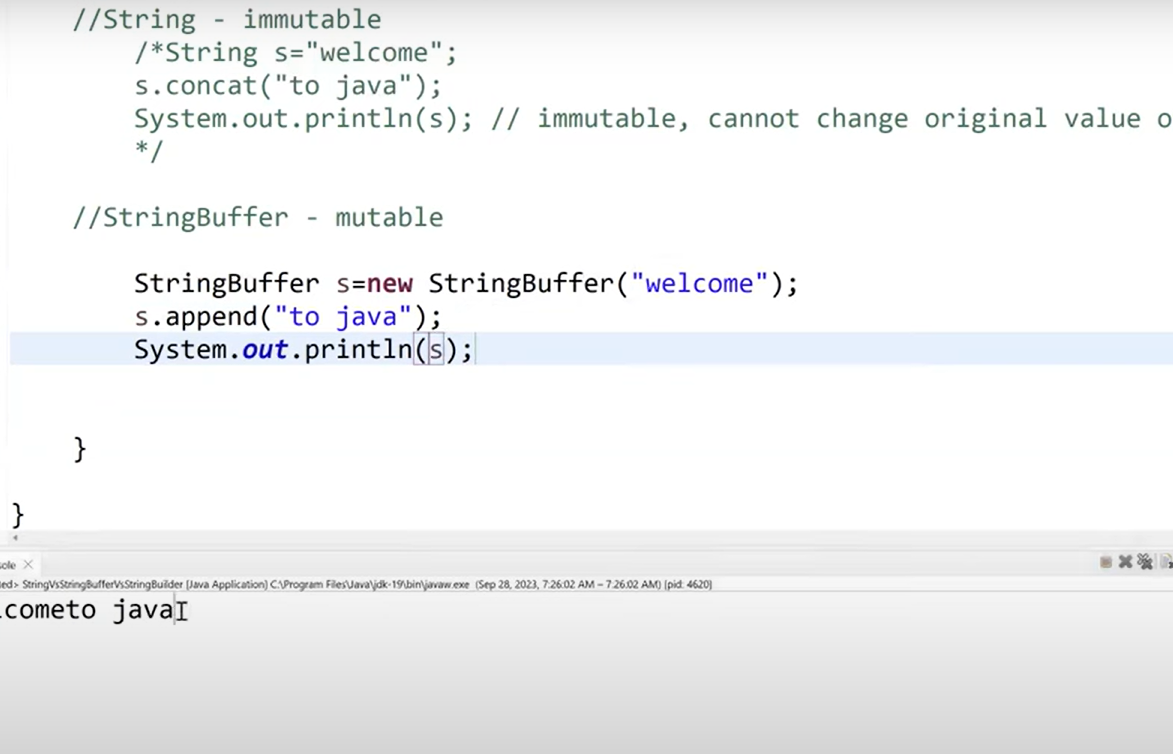 //String - immutable
/*String s="welcome";
s.concat("to java");
System.out.println(s); // immutable, cannot change original value o
*/
//StringBuffer - mutable
StringBuffer s=new StringBuffer("welcome");
s.append("to java");
System.out.println(s);
}
}
ole
ed> StringVsStringBufferVsStringBuilder [Java Application] C:\Program Files\Java\jdk-19\bin\javaw.exe (Sep 28, 2023, 7:26:02 AM – 7:26:02 AM) [pid: 4620]
lcometo java